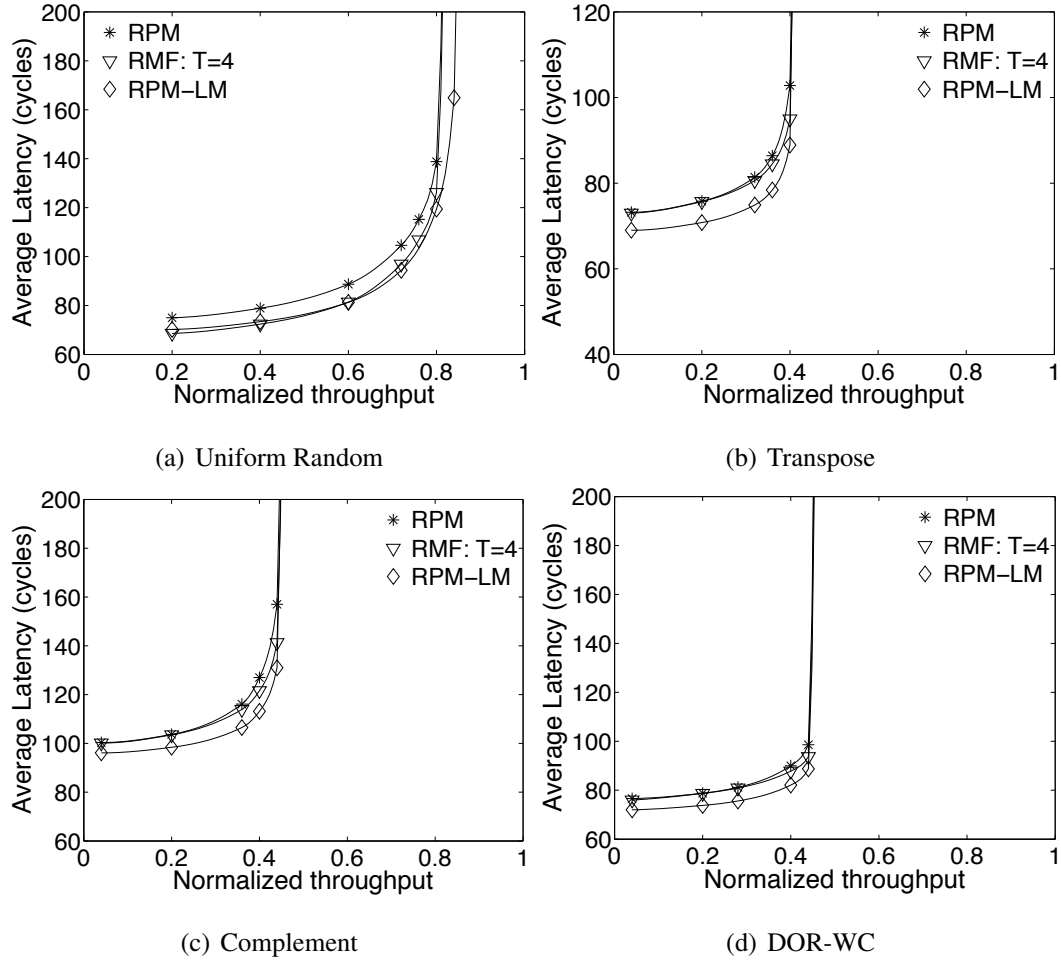 200
180
160
140
120
100
80
60
Average Latency (cycles)
RPM
RMF: T=4
RPM-LM
0 0.2 0.4 0.6 0.8 1
Normalized throughput
(a) Uniform Random
120
100
80
60
40
Average Latency (cycles)
RPM
RMF: T=4
RPM-LM
0 0.2 0.4 0.6 0.8 1
Normalized throughput
(b) Transpose
200
180
160
140
120
100
80
60
Average Latency (cycles)
RPM
RMF: T=4
RPM-LM
0 0.2 0.4 0.6 0.8 1
Normalized throughput
(c) Complement
200
180
160
140
120
100
80
60
Average Latency (cycles)
RPM
RMF: T=4
RPM-LM
0 0.2 0.4 0.6 0.8 1
Normalized throughput
(d) DOR-WC